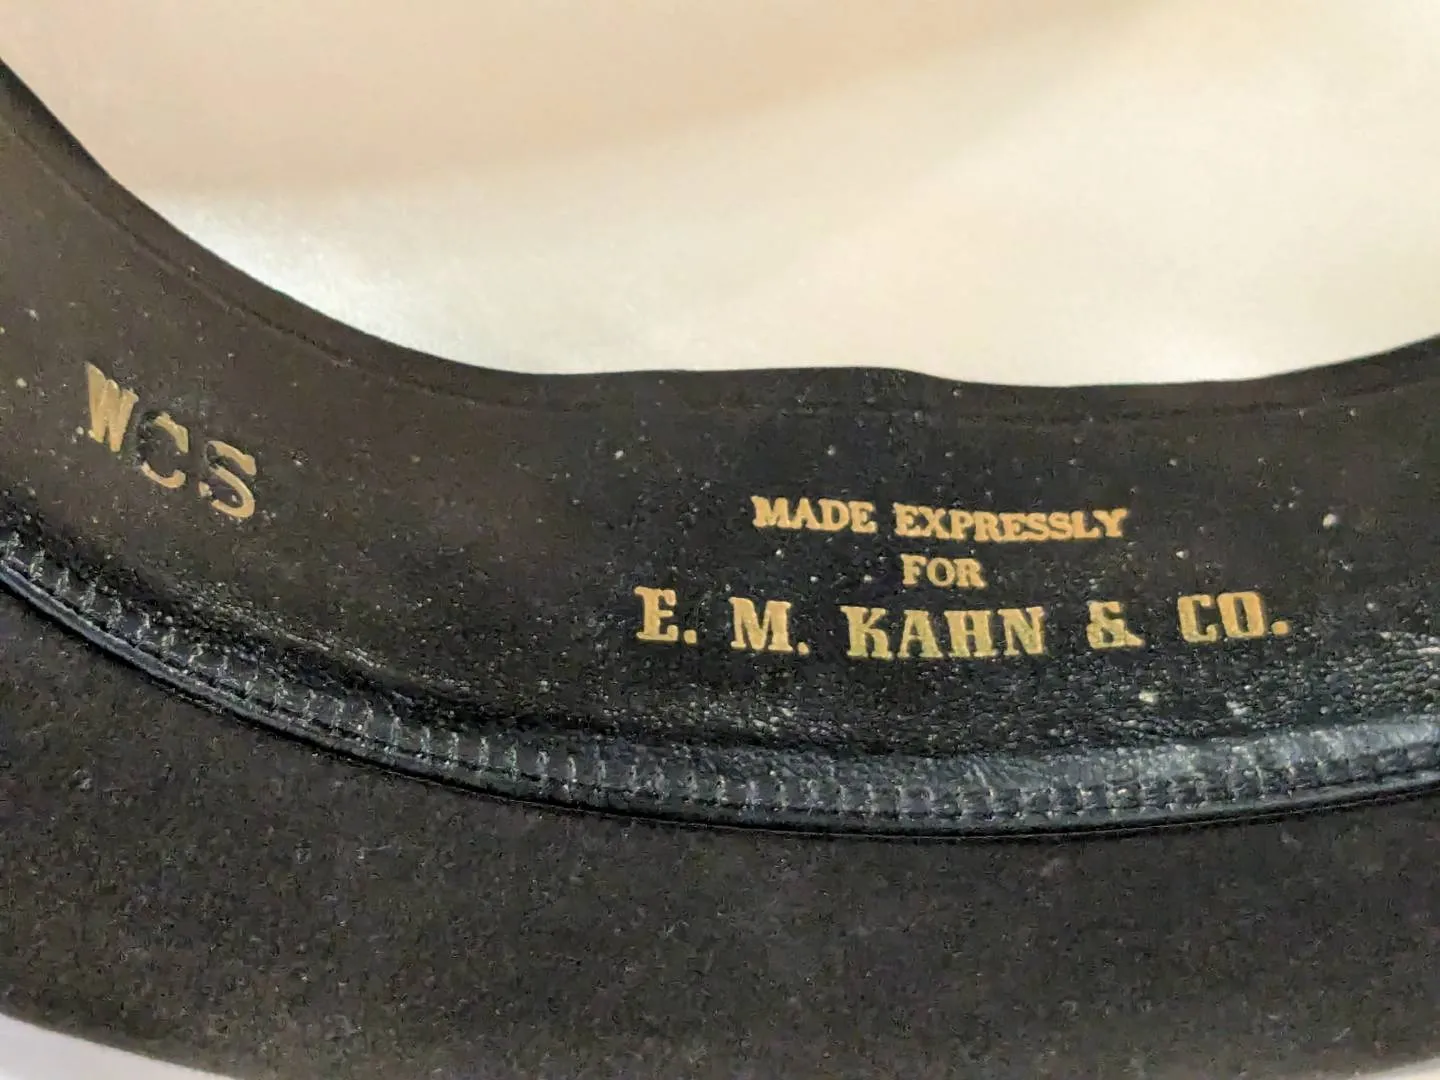 WCS
MADE EXPRESSLY
FOR
E. M. KAHN & CO.